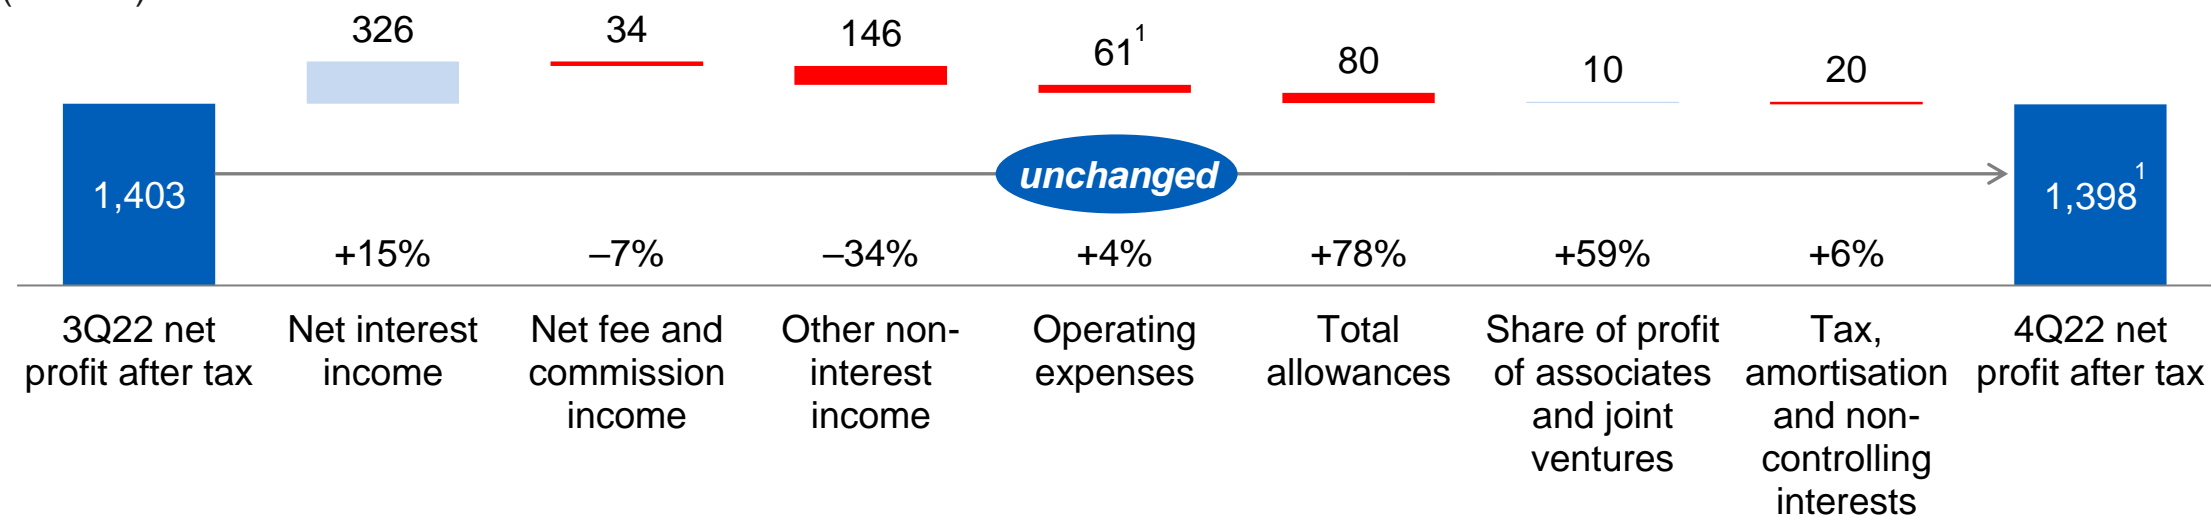 326
34
146
61¹
80
10
20
1,403
unchanged
1,398¹
+15%
–7%
–34%
+4%
+78%
+59%
+6%
3Q22 net
profit after tax
Net interest
income
Net fee and
commission
income
Other non-
interest
income
Operating
expenses
Total
allowances
Share of profit
of associates
and joint
ventures
Tax,
amortisation
and non-
controlling
interests
4Q22 net
profit after tax